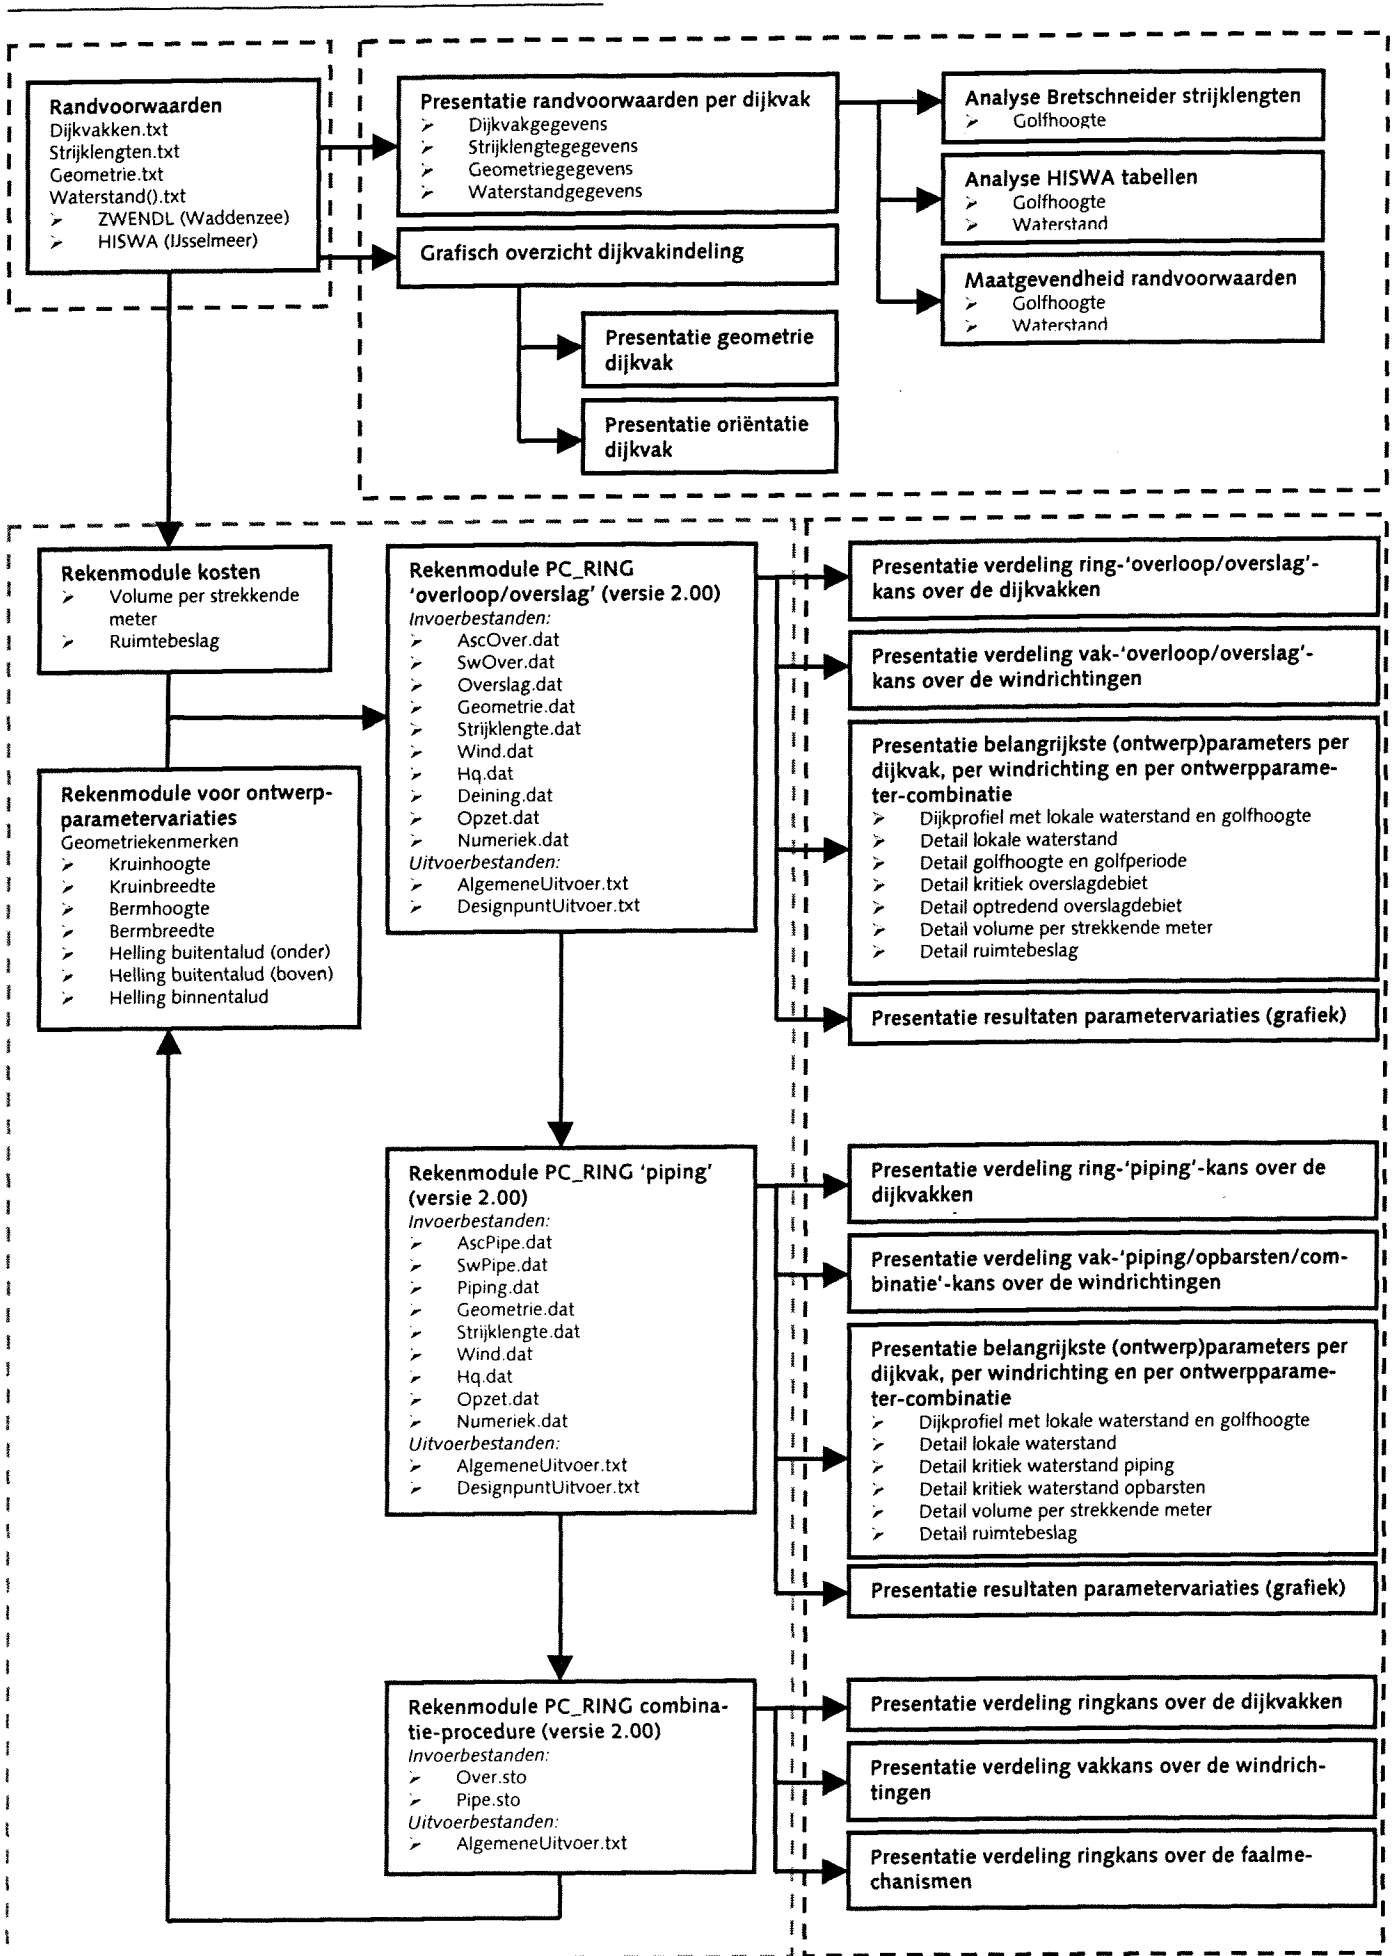 Randvoorwaarden
Dijkvakken.txt
Strijklengten.txt
Geometrie.txt
Waterstand().txt
➢ ZWENDL (Waddenzee)
➢ HISWA (IJsselmeer)
Presentatie randvoorwaarden per dijkvak
➢ Dijkvakgegevens
➢ Strijklengtegegevens
➢ Geometriegegevens
➢ Waterstandgegevens
Analyse Bretschneider strijklengten
➢ Golfhoogte
Analyse HISWA tabellen
➢ Golfhoogte
➢ Waterstand
Maatgevendheid randvoorwaarden
➢ Golfhoogte
➢ Waterstand
Grafisch overzicht dijkvakindeling
Presentatie geometrie
dijkvak
Presentatie oriëntatie
dijkvak
Rekenmodule kosten
➢ Volume per strekkende
meter
➢ Ruimtebeslag
Rekenmodule voor ontwerp-
parametervariaties
Geometriekenmerken
➢ Kruinhoogte
➢ Kruinbreedte
➢ Bermhoogte
➢ Bermbreedte
➢ Helling buitentalud (onder)
➢ Helling buitentalud (boven)
➢ Helling binnentalud
Rekenmodule PC_RING
‘overloop/overslag’ (versie 2.00)
Invoerbestanden:
➢ AscOver.dat
➢ SwOver.dat
➢ Overslag.dat
➢ Geometrie.dat
➢ Strijklengte.dat
➢ Wind.dat
➢ Hq.dat
➢ Deining.dat
➢ Opzet.dat
➢ Numeriek.dat
Uitvoerbestanden:
➢ AlgemeneUitvoer.txt
➢ DesignpuntUitvoer.txt
Presentatie verdeling ring-‘overloop/overslag’-
kans over de dijkvakken
Presentatie verdeling vak-‘overloop/overslag’-
kans over de windrichtingen
Presentatie belangrijkste (ontwerp)parameters per
dijkvak, per windrichting en per ontwerpparame-
ter-combinatie
➢ Dijkprofiel met lokale waterstand en golfhoogte
➢ Detail lokale waterstand
➢ Detail golfhoogte en golfperiode
➢ Detail kritiek overslagdebiet
➢ Detail optredend overslagdebiet
➢ Detail volume per strekkende meter
➢ Detail ruimtebeslag
Presentatie resultaten parametervariaties (grafiek)
Rekenmodule PC_RING ‘piping’
(versie 2.00)
Invoerbestanden:
➢ AscPipe.dat
➢ SwPipe.dat
➢ Piping.dat
➢ Geometrie.dat
➢ Strijklengte.dat
➢ Wind.dat
➢ Hq.dat
➢ Opzet.dat
➢ Numeriek.dat
Uitvoerbestanden:
➢ AlgemeneUitvoer.txt
➢ DesignpuntUitvoer.txt
Presentatie verdeling ring-‘piping’-kans over de
dijkvakken
Presentatie verdeling vak-‘piping/opbarsten/com-
binatie’-kans over de windrichtingen
Presentatie belangrijkste (ontwerp)parameters per
dijkvak, per windrichting en per ontwerpparame-
ter-combinatie
➢ Dijkprofiel met lokale waterstand en golfhoogte
➢ Detail lokale waterstand
➢ Detail kritiek waterstand piping
➢ Detail kritiek waterstand opbarsten
➢ Detail volume per strekkende meter
➢ Detail ruimtebeslag
Presentatie resultaten parametervariaties (grafiek)
Rekenmodule PC_RING combina-
tie-procedure (versie 2.00)
Invoerbestanden:
➢ Over.sto
➢ Pipe.sto
Uitvoerbestanden:
➢ AlgemeneUitvoer.txt
Presentatie verdeling ringkans over de dijkvakken
Presentatie verdeling vakkans over de windrich-
tingen
Presentatie verdeling ringkans over de faalme-
chanismen